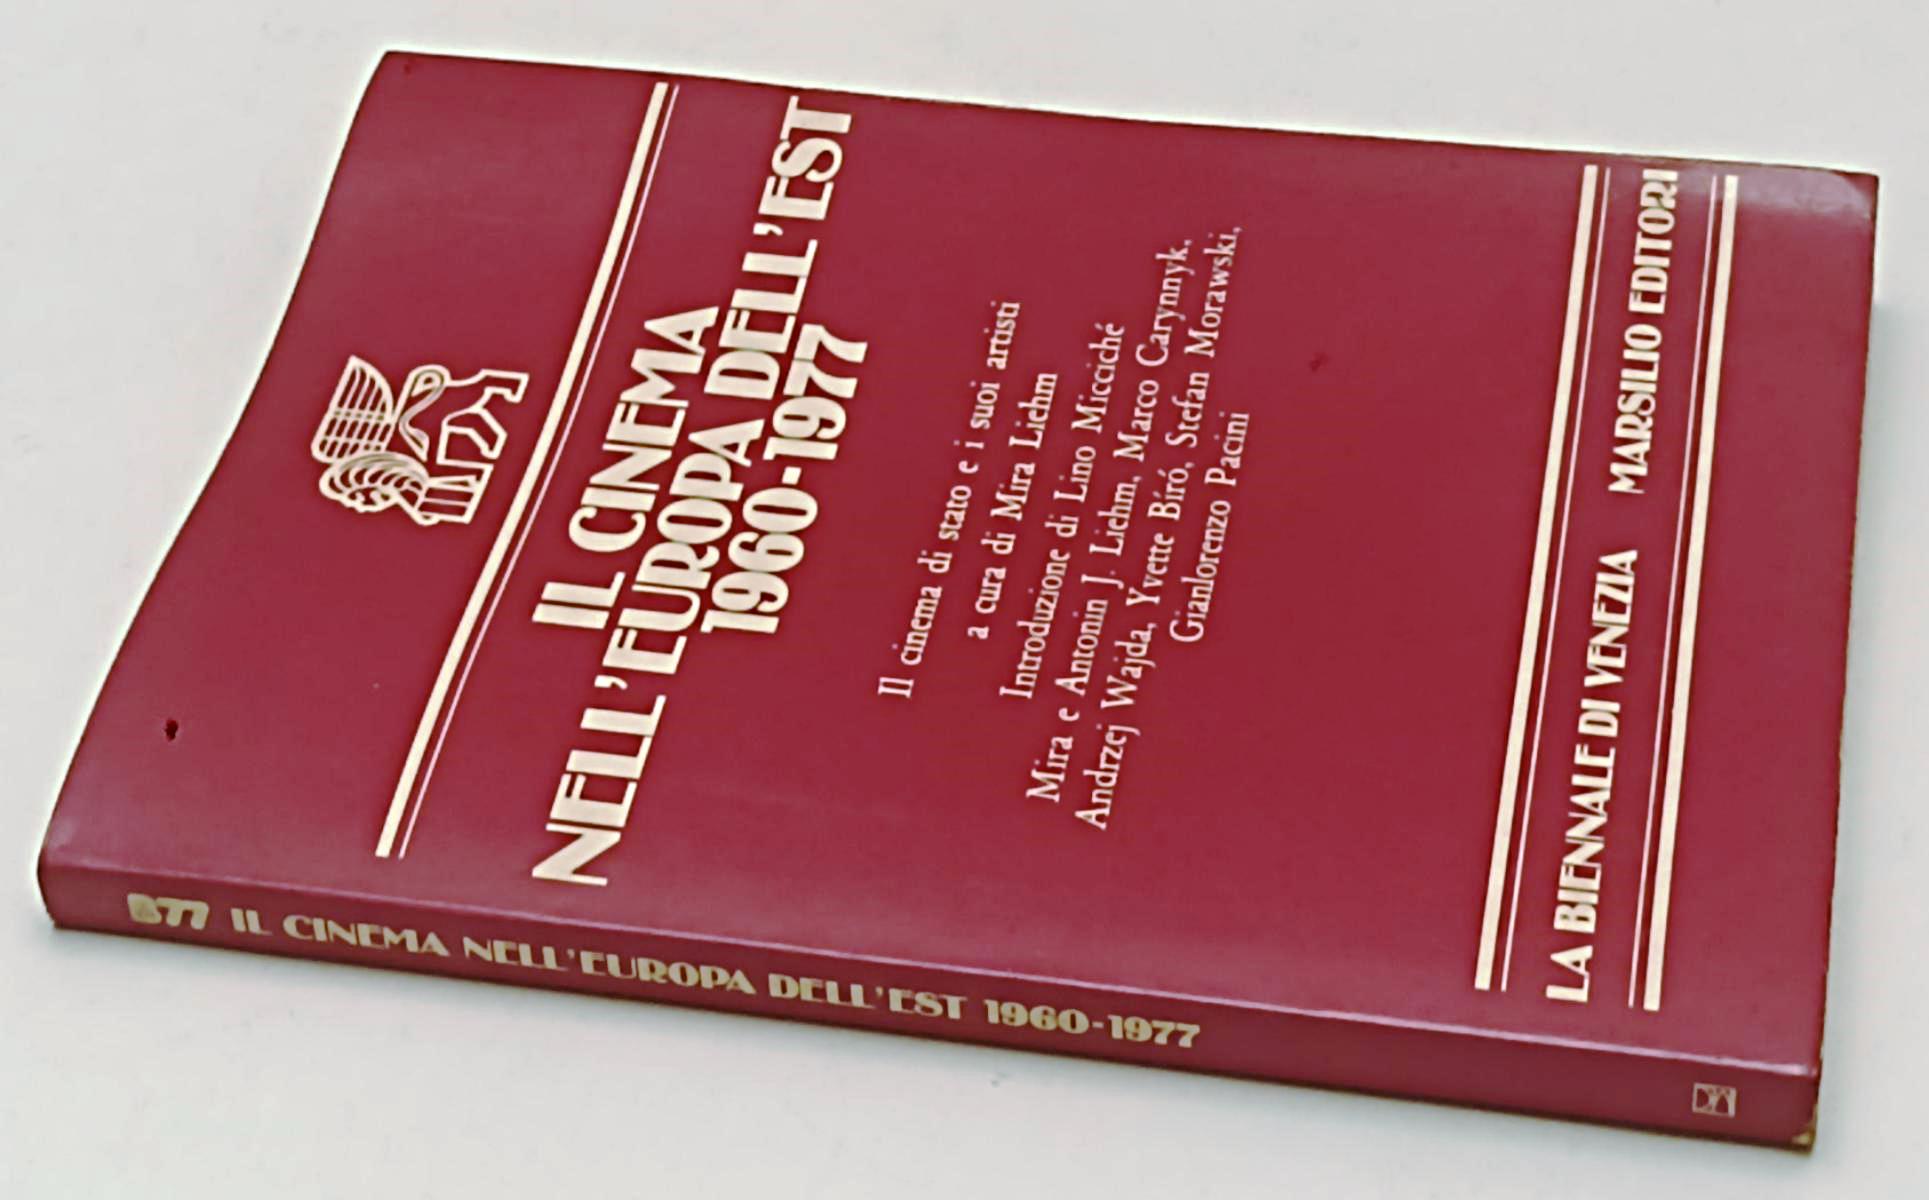 IL CINEMA
NELL'EUROPA DELL'EST
1960-1977
Il cinema di stato e i suoi artisti
a cura di Mira Liehm
Introduzione di Lino Micciché
Mira e Antonin J. Liehm, Marco Carynnyk,
Andrzej Wajda, Yvette Bíró, Stefan Morawski,
Gianlorenzo Pacini
LA BIENNALE DI VENEZIA MARSILIO EDITORI
B77 IL CINEMA NELL'EUROPA DELL'EST 1960-1977